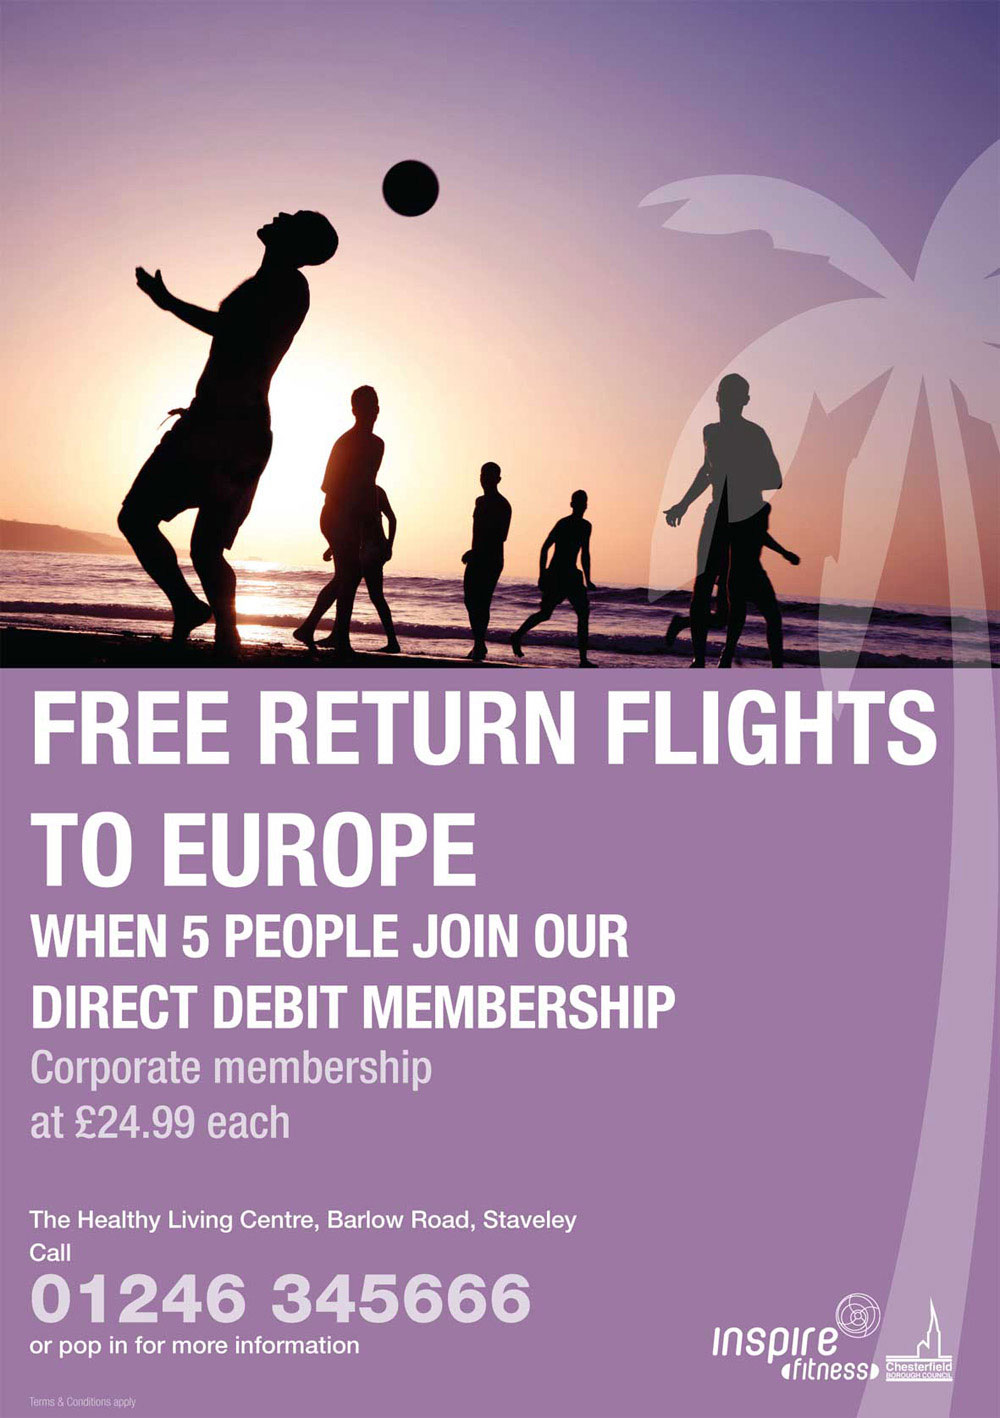 FREE RETURN FLIGHTS
TO EUROPE
WHEN 5 PEOPLE JOIN OUR
DIRECT DEBIT MEMBERSHIP
Corporate membership
at £24.99 each
The Healthy Living Centre, Barlow Road, Staveley
Call
01246 345666
or pop in for more information
inspire
fitness
Chesterfield
BOROUGH COUNCIL
Terms & Conditions apply